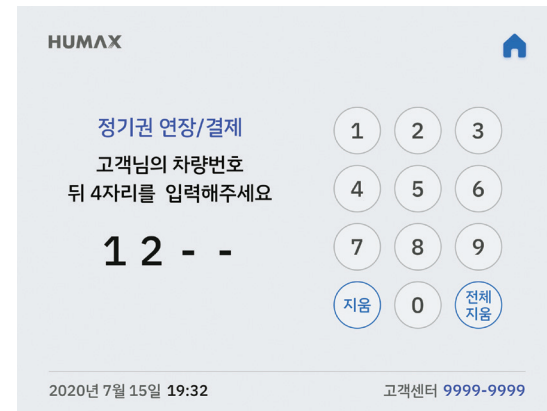 HUMAX
정기권 연장/결제
고객님의 차량번호
뒤 4자리를 입력해주세요
1 2 - -
1 2 3
4 5 6
7 8 9
지움 0 전체 지움
2020년 7월 15일 19:32 고객센터 9999-9999